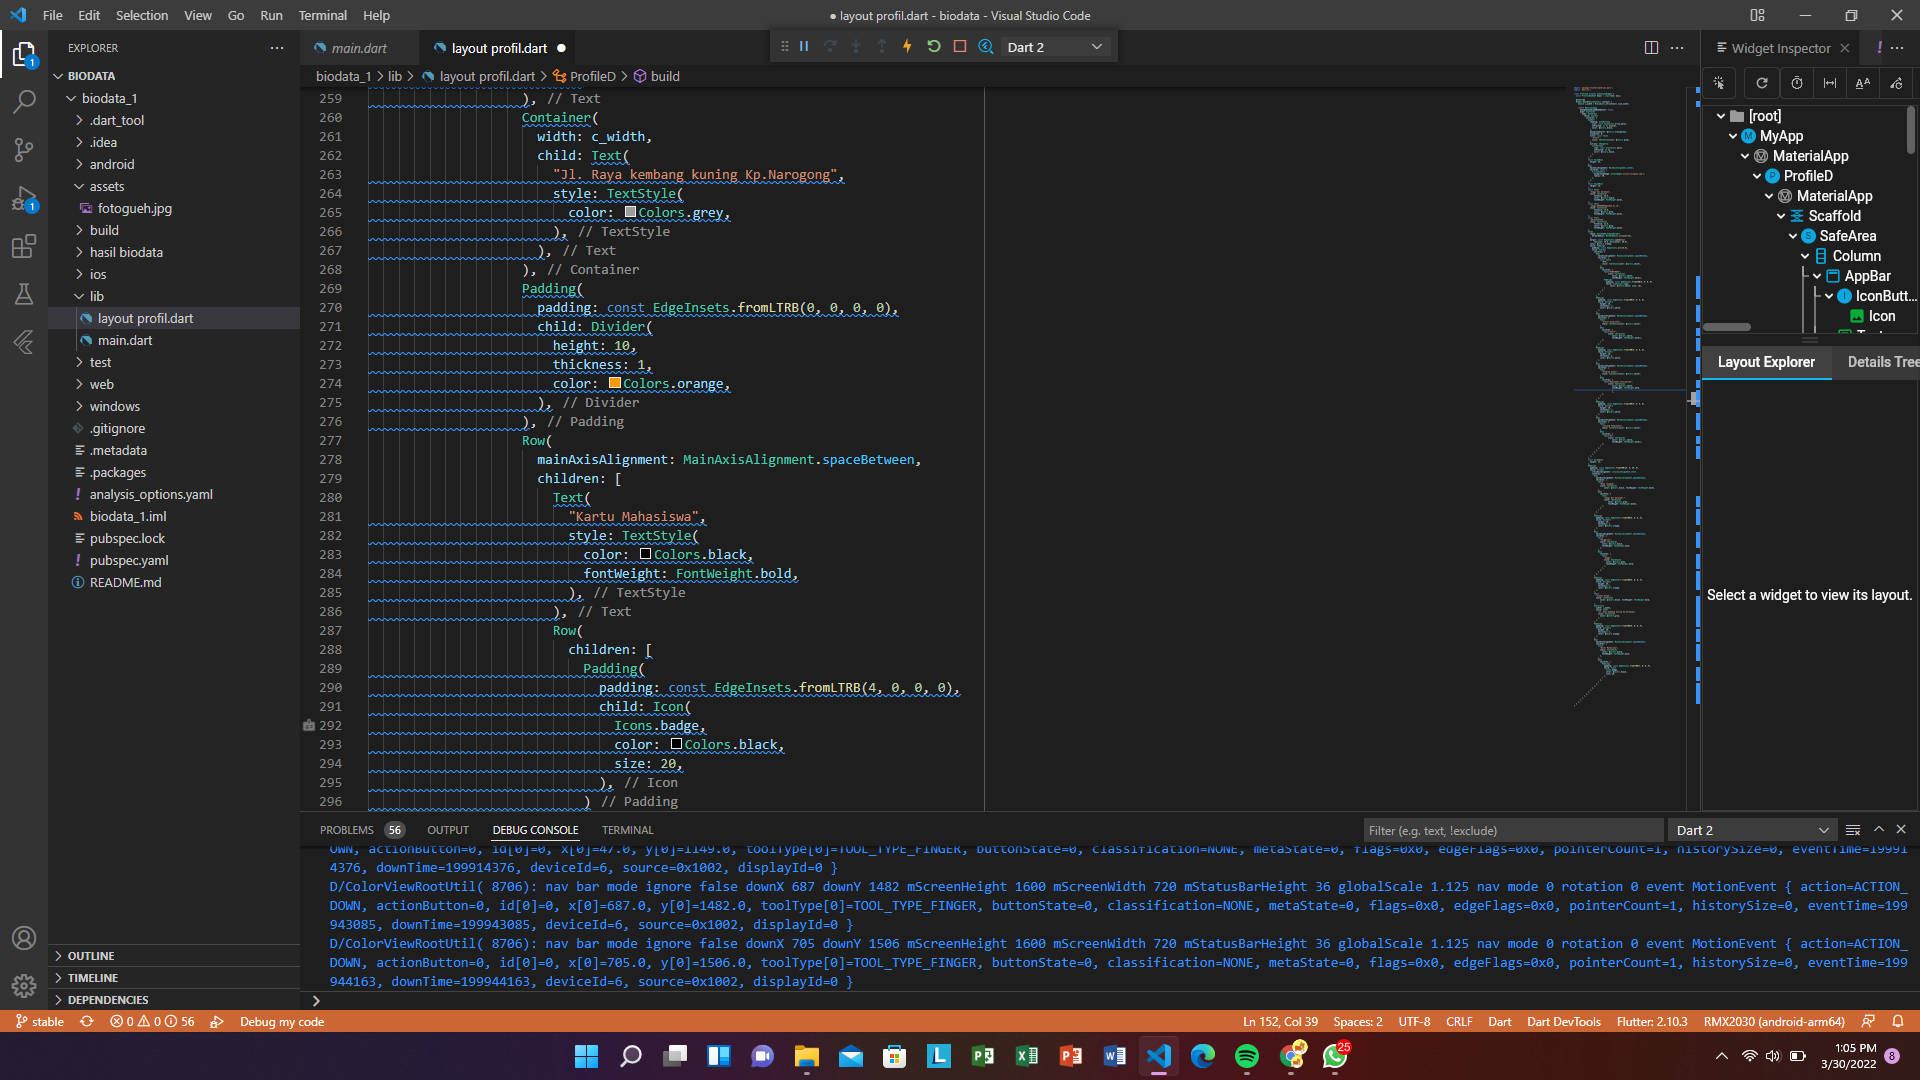 File Edit Selection View Go Run Terminal Help
● layout profil.dart - biodata - Visual Studio Code
EXPLORER
BIODATA
biodata_1
.dart_tool
.idea
android
assets
fotogueh.jpg
build
hasil biodata
ios
lib
layout profil.dart
main.dart
test
web
windows
.gitignore
.metadata
.packages
analysis_options.yaml
biodata_1.iml
pubspec.lock
pubspec.yaml
README.md
OUTLINE
TIMELINE
DEPENDENCIES
main.dart
layout profil.dart
Dart 2
biodata_1 > lib > layout profil.dart > ProfileD > build
259 ), // Text
260 Container(
261 width: c_width,
262 child: Text(
263 "Jl. Raya kembang kuning Kp.Narogong",
264 style: TextStyle(
265 color: Colors.grey,
266 ), // TextStyle
267 ), // Text
268 ), // Container
269 Padding(
270 padding: const EdgeInsets.fromLTRB(0, 0, 0, 0),
271 child: Divider(
272 height: 10,
273 thickness: 1,
274 color: Colors.orange,
275 ), // Divider
276 ), // Padding
277 Row(
278 mainAxisAlignment: MainAxisAlignment.spaceBetween,
279 children: [
280 Text(
281 "Kartu Mahasiswa",
282 style: TextStyle(
283 color: Colors.black,
284 fontWeight: FontWeight.bold,
285 ), // TextStyle
286 ), // Text
287 Row(
288 children: [
289 Padding(
290 padding: const EdgeInsets.fromLTRB(4, 0, 0, 0),
291 child: Icon(
292 Icons.badge,
293 color: Colors.black,
294 size: 20,
295 ), // Icon
296 ) // Padding
Widget Inspector
[root]
MyApp
MaterialApp
ProfileD
MaterialApp
Scaffold
SafeArea
Column
AppBar
IconButt...
Icon
Layout Explorer
Details Tree
Select a widget to view its layout.
PROBLEMS 56 OUTPUT DEBUG CONSOLE TERMINAL
Filter (e.g. text, !exclude)
Dart 2
OWN, actionButton=0, id[0]=0, x[0]=47.0, y[0]=1149.0, toolType[0]=TOOL_TYPE_FINGER, buttonState=0, classification=NONE, metaState=0, flags=0x0, edgeFlags=0x0, pointerCount=1, historySize=0, eventTime=19991
4376, downTime=199914376, deviceId=6, source=0x1002, displayId=0 }
D/ColorViewRootUtil( 8706): nav bar mode ignore false downX 687 downY 1482 mScreenHeight 1600 mScreenWidth 720 mStatusBarHeight 36 globalScale 1.125 nav mode 0 rotation 0 event MotionEvent { action=ACTION_
DOWN, actionButton=0, id[0]=0, x[0]=687.0, y[0]=1482.0, toolType[0]=TOOL_TYPE_FINGER, buttonState=0, classification=NONE, metaState=0, flags=0x0, edgeFlags=0x0, pointerCount=1, historySize=0, eventTime=199
943085, downTime=199943085, deviceId=6, source=0x1002, displayId=0 }
D/ColorViewRootUtil( 8706): nav bar mode ignore false downX 705 downY 1506 mScreenHeight 1600 mScreenWidth 720 mStatusBarHeight 36 globalScale 1.125 nav mode 0 rotation 0 event MotionEvent { action=ACTION_
DOWN, actionButton=0, id[0]=0, x[0]=705.0, y[0]=1506.0, toolType[0]=TOOL_TYPE_FINGER, buttonState=0, classification=NONE, metaState=0, flags=0x0, edgeFlags=0x0, pointerCount=1, historySize=0, eventTime=199
944163, downTime=199944163, deviceId=6, source=0x1002, displayId=0 }
stable 0 0 56 Debug my code
Ln 152, Col 39 Spaces: 2 UTF-8 CRLF Dart Dart DevTools Flutter: 2.10.3 RMX2030 (android-arm64)
25
1:05 PM
3/30/2022
8